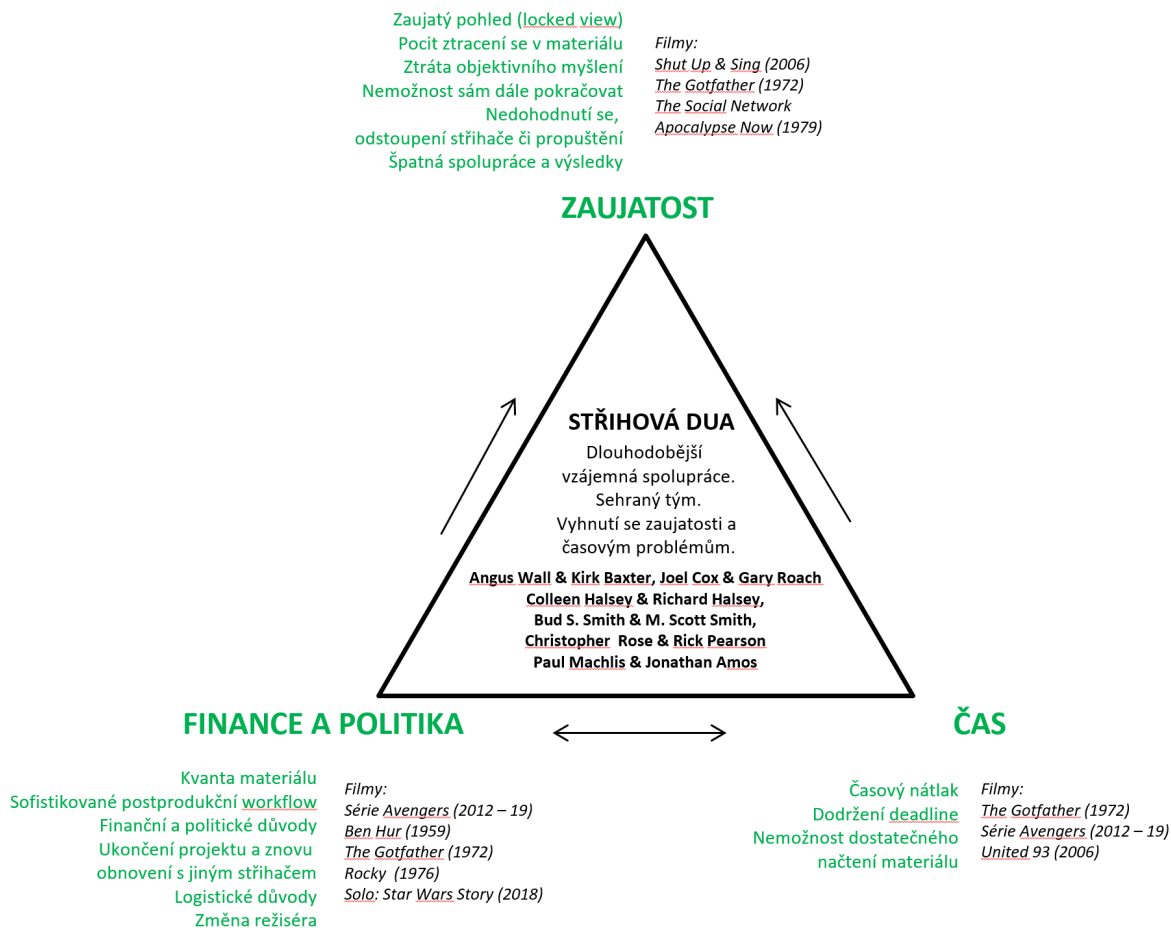 Zaujatý pohled (locked view)
Pocit ztracení se v materiálu
Ztráta objektivního myšlení
Nemožnost sám dále pokračovat
Nedohodnutí se,
odstoupení střihače či propuštění
Špatná spolupráce a výsledky
Filmy:
Shut Up & Sing (2006)
The Gotfather (1972)
The Social Network
Apocalypse Now (1979)
ZAUJATOST
STŘIHOVÁ DUA
Dlouhodobější
vzájemná spolupráce.
Sehraný tým.
Vyhnutí se zaujatosti a
časovým problémům.
Angus Wall & Kirk Baxter, Joel Cox & Gary Roach
Colleen Halsey & Richard Halsey,
Bud S. Smith & M. Scott Smith,
Christopher Rose & Rick Pearson
Paul Machlis & Jonathan Amos
FINANCE A POLITIKA
Kvanta materiálu
Sofistikované postprodukční workflow
Finanční a politické důvody
Ukončení projektu a znovu
obnovení s jiným střihačem
Logistické důvody
Změna režiséra
Filmy:
Série Avengers (2012 – 19)
Ben Hur (1959)
The Gotfather (1972)
Rocky (1976)
Solo: Star Wars Story (2018)
ČAS
Časový nátlak
Dodržení deadline
Nemožnost dostatečného
načtení materiálu
Filmy:
The Gotfather (1972)
Série Avengers (2012 – 19)
United 93 (2006)